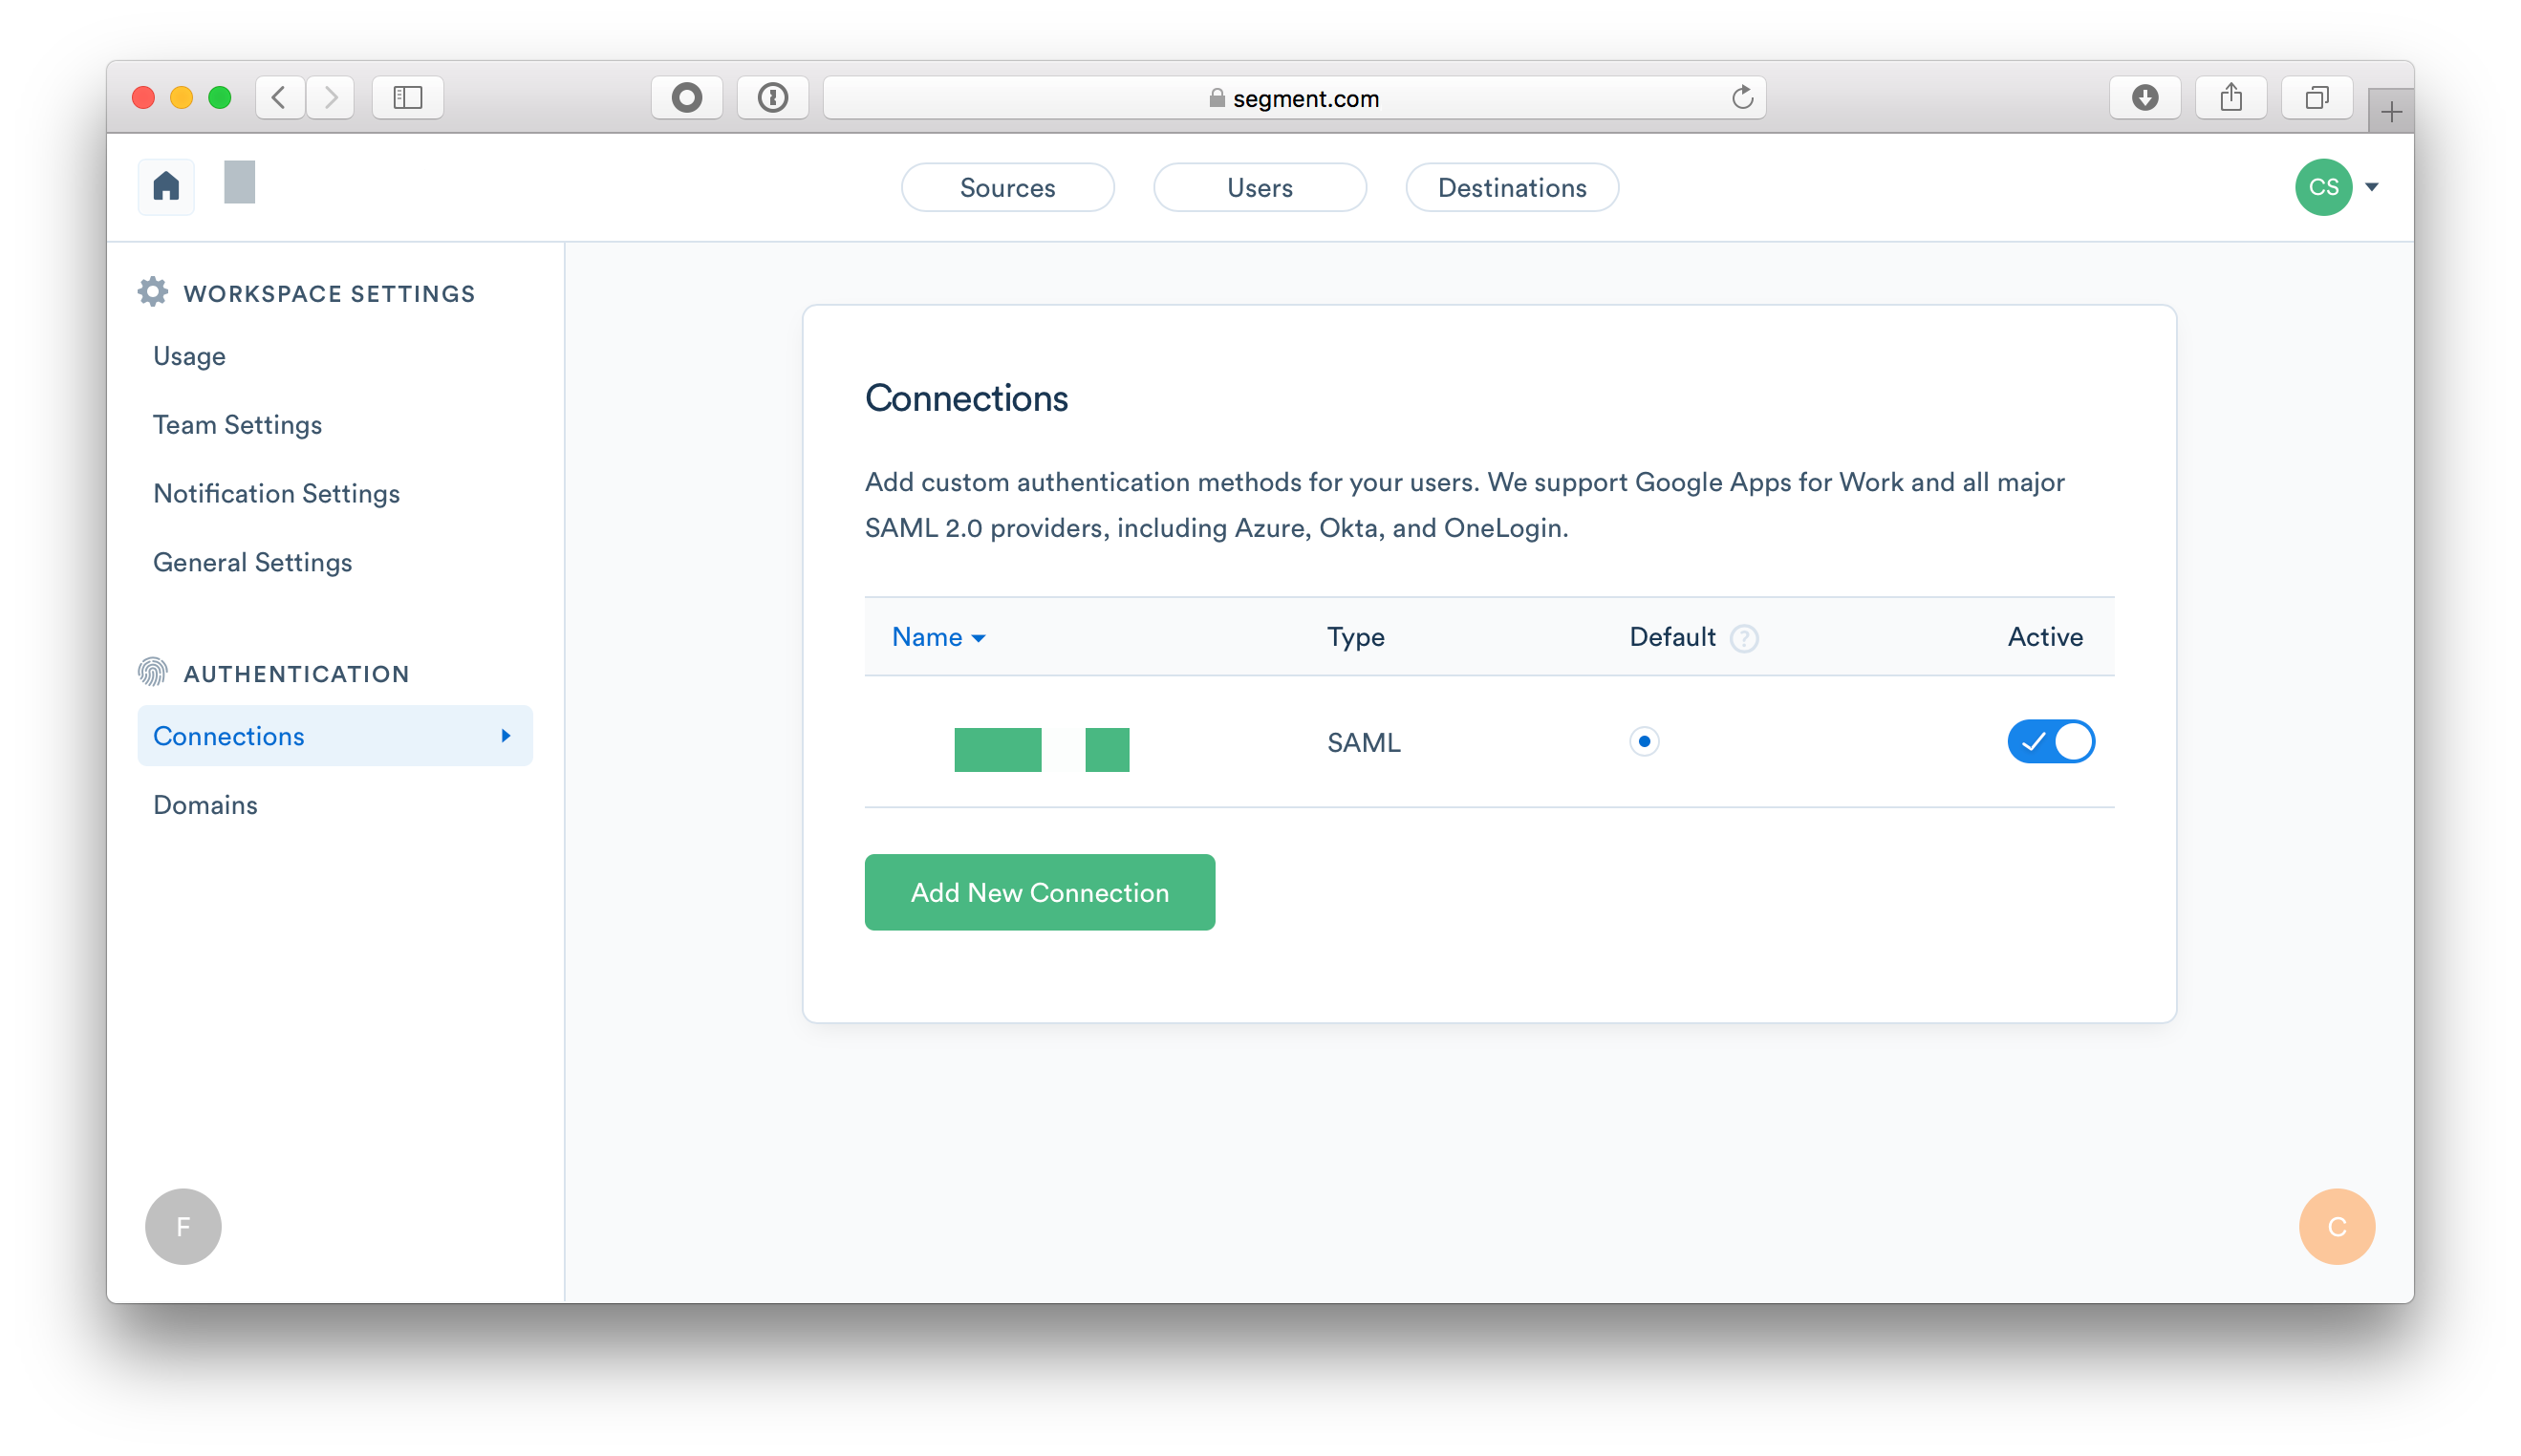 segment.com
Sources
Users
Destinations
CS
WORKSPACE SETTINGS
Usage
Team Settings
Notification Settings
General Settings
AUTHENTICATION
Connections
Domains
Connections
Add custom authentication methods for your users. We support Google Apps for Work and all major
SAML 2.0 providers, including Azure, Okta, and OneLogin.
Name Type Default ? Active
SAML
Add New Connection
F
C